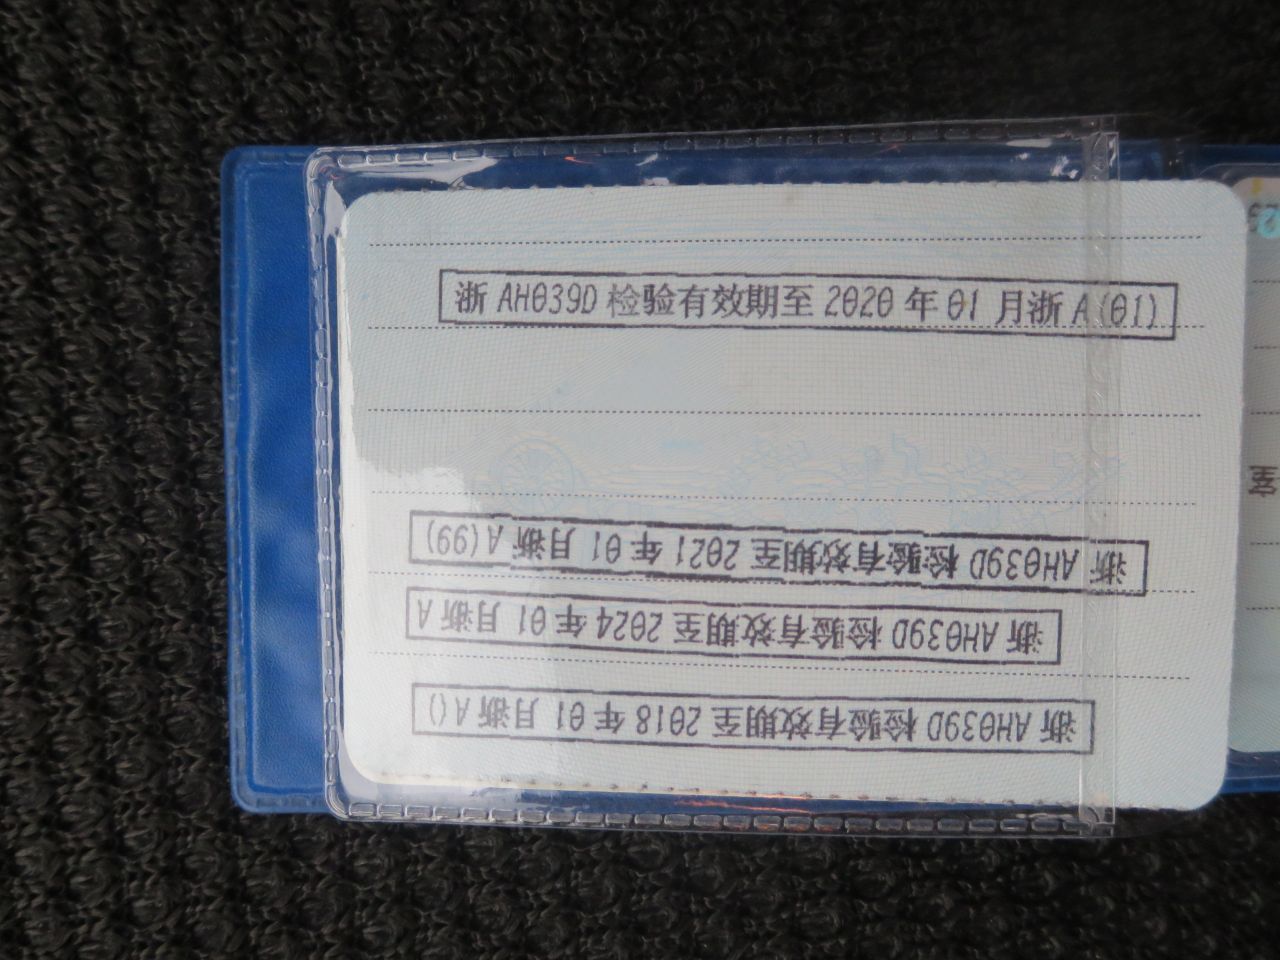 浙 AH039D 检验有效期至 2020 年 01 月浙 A(01)
浙 AH039D 检验有效期至 2021 年 01 月浙 A(99)
浙 AH039D 检验有效期至 2024 年 01 月浙 A
浙 AH039D 检验有效期至 2018 年 01 月浙 A()